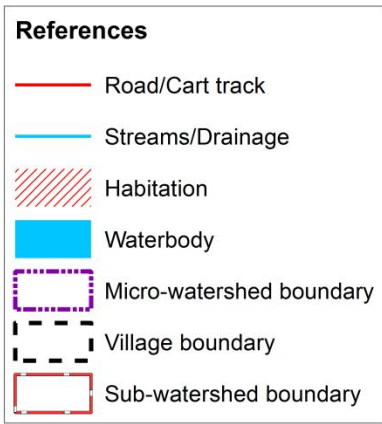 References
Road/Cart track
Streams/Drainage
Habitation
Waterbody
Micro-watershed boundary
Village boundary
Sub-watershed boundary